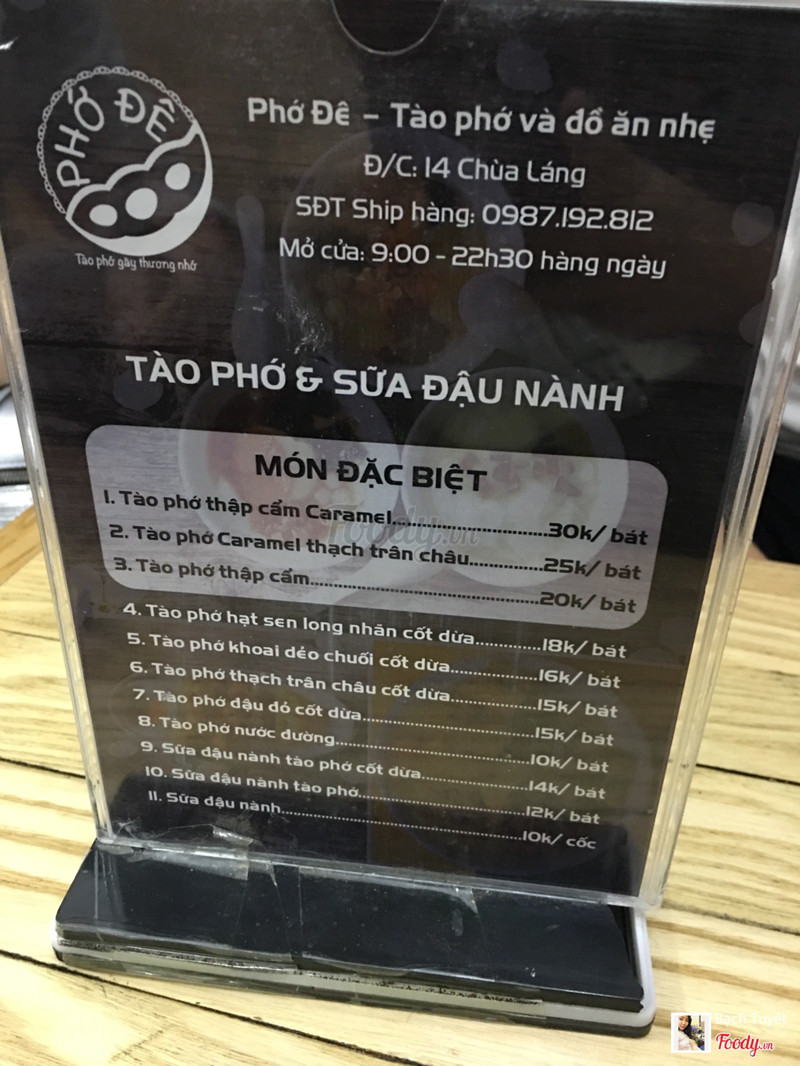 PHỚ ĐÊ
Tào phớ gây thương nhớ
Phớ Đê – Tào phớ và đồ ăn nhẹ
Đ/C: 14 Chùa Láng
SĐT Ship hàng: 0987.192.812
Mở cửa: 9:00 - 22h30 hàng ngày
TÀO PHỚ & SỮA ĐẬU NÀNH
MÓN ĐẶC BIỆT
1. Tào phớ thập cẩm Caramel..............................30k/ bát
2. Tào phớ Caramel thạch trân châu..............25k/ bát
3. Tào phớ thập cẩm...........................................20k/ bát
4. Tào phớ hạt sen long nhãn cốt dừa.............18k/ bát
5. Tào phớ khoai dẻo chuối cốt dừa................16k/ bát
6. Tào phớ thạch trân châu cốt dừa................15k/ bát
7. Tào phớ đậu đỏ cốt dừa................................15k/ bát
8. Tào phớ nước đường.....................................10k/ bát
9. Sữa đậu nành tào phớ cốt dừa...................14k/ bát
10. Sữa đậu nành tào phớ................................12k/ bát
11. Sữa đậu nành..............................................10k/ cốc
Foody.vn
Bạch Tuyết
Foody.vn